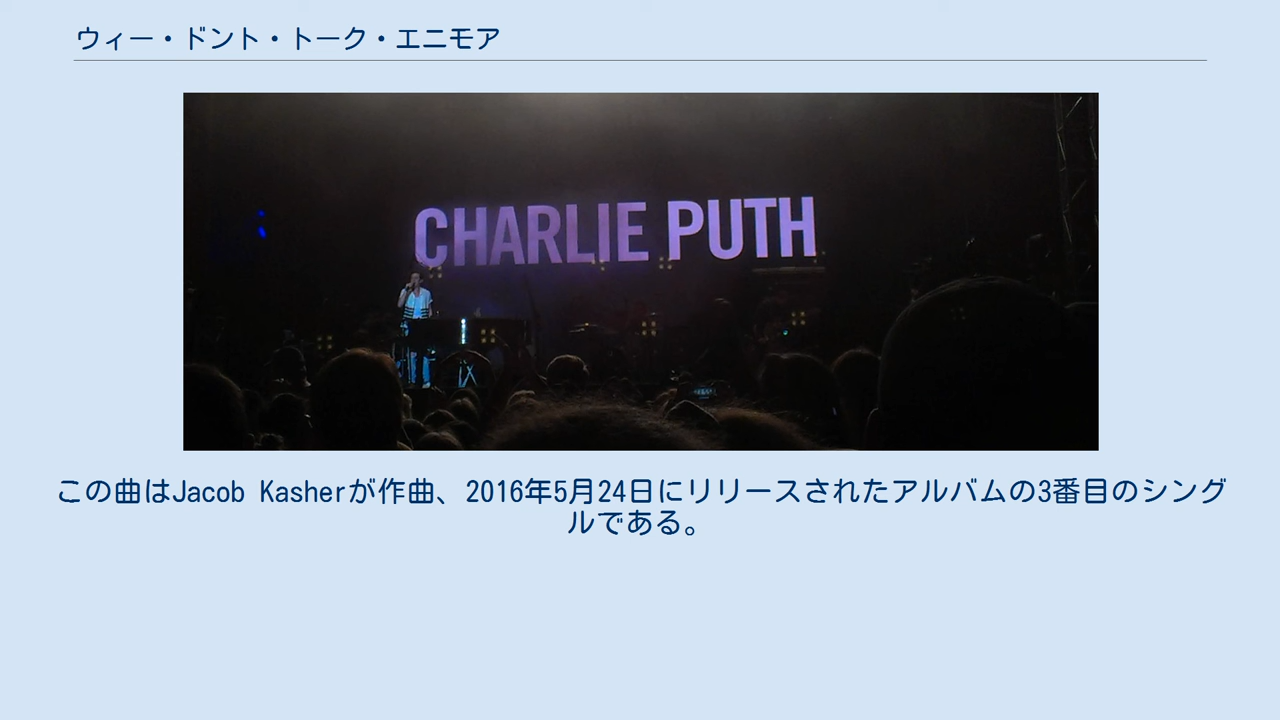 ウィー・ドント・トーク・エニモア
CHARLIE PUTH
この曲はJacob Kasherが作曲、2016年5月24日にリリースされたアルバムの3番目のシング
ルである。